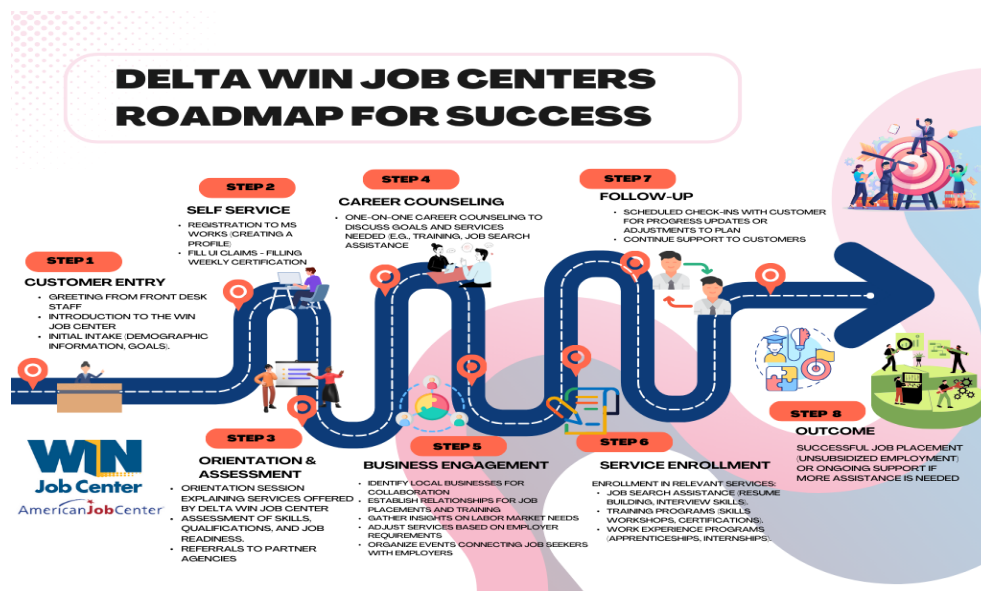 DELTA WIN JOB CENTERS
ROADMAP FOR SUCCESS
STEP 1
CUSTOMER ENTRY
• GREETING FROM FRONT DESK
STAFF
• INTRODUCTION TO THE WIN
JOB CENTER
• INITIAL INTAKE (DEMOGRAPHIC
INFORMATION, GOALS).
STEP 2
SELF SERVICE
• REGISTRATION TO MS
WORKS (CREATING A
PROFILE)
• FILL UI CLAIMS - FILLING
WEEKLY CERTIFICATION
STEP 3
ORIENTATION &
ASSESSMENT
• ORIENTATION SESSION
EXPLAINING SERVICES OFFERED
BY DELTA WIN JOB CENTER
• ASSESSMENT OF SKILLS,
QUALIFICATIONS, AND JOB
READINESS.
• REFERRALS TO PARTNER
AGENCIES
STEP 4
CAREER COUNSELING
• ONE-ON-ONE CAREER COUNSELING TO
DISCUSS GOALS AND SERVICES
NEEDED (E.G., TRAINING, JOB SEARCH
ASSISTANCE
STEP 5
BUSINESS ENGAGEMENT
• IDENTIFY LOCAL BUSINESSES FOR
COLLABORATION
• ESTABLISH RELATIONSHIPS FOR JOB
PLACEMENTS AND TRAINING
• GATHER INSIGHTS ON LABOR MARKET NEEDS
• ADJUST SERVICES BASED ON EMPLOYER
REQUIREMENTS
• ORGANIZE EVENTS CONNECTING JOB SEEKERS
WITH EMPLOYERS
STEP 6
SERVICE ENROLLMENT
ENROLLMENT IN RELEVANT SERVICES:
• JOB SEARCH ASSISTANCE (RESUME
BUILDING, INTERVIEW SKILLS).
• TRAINING PROGRAMS (SKILLS
WORKSHOPS, CERTIFICATIONS).
• WORK EXPERIENCE PROGRAMS
(APPRENTICESHIPS, INTERNSHIPS).
STEP 7
FOLLOW-UP
• SCHEDULED CHECK-INS WITH CUSTOMER
FOR PROGRESS UPDATES OR
ADJUSTMENTS TO PLAN
• CONTINUE SUPPORT TO CUSTOMERS
STEP 8
OUTCOME
SUCCESSFUL JOB PLACEMENT
(UNSUBSIDIZED EMPLOYMENT)
OR ONGOING SUPPORT IF
MORE ASSISTANCE IS NEEDED
WIN
Job Center
AmericanJobCenter